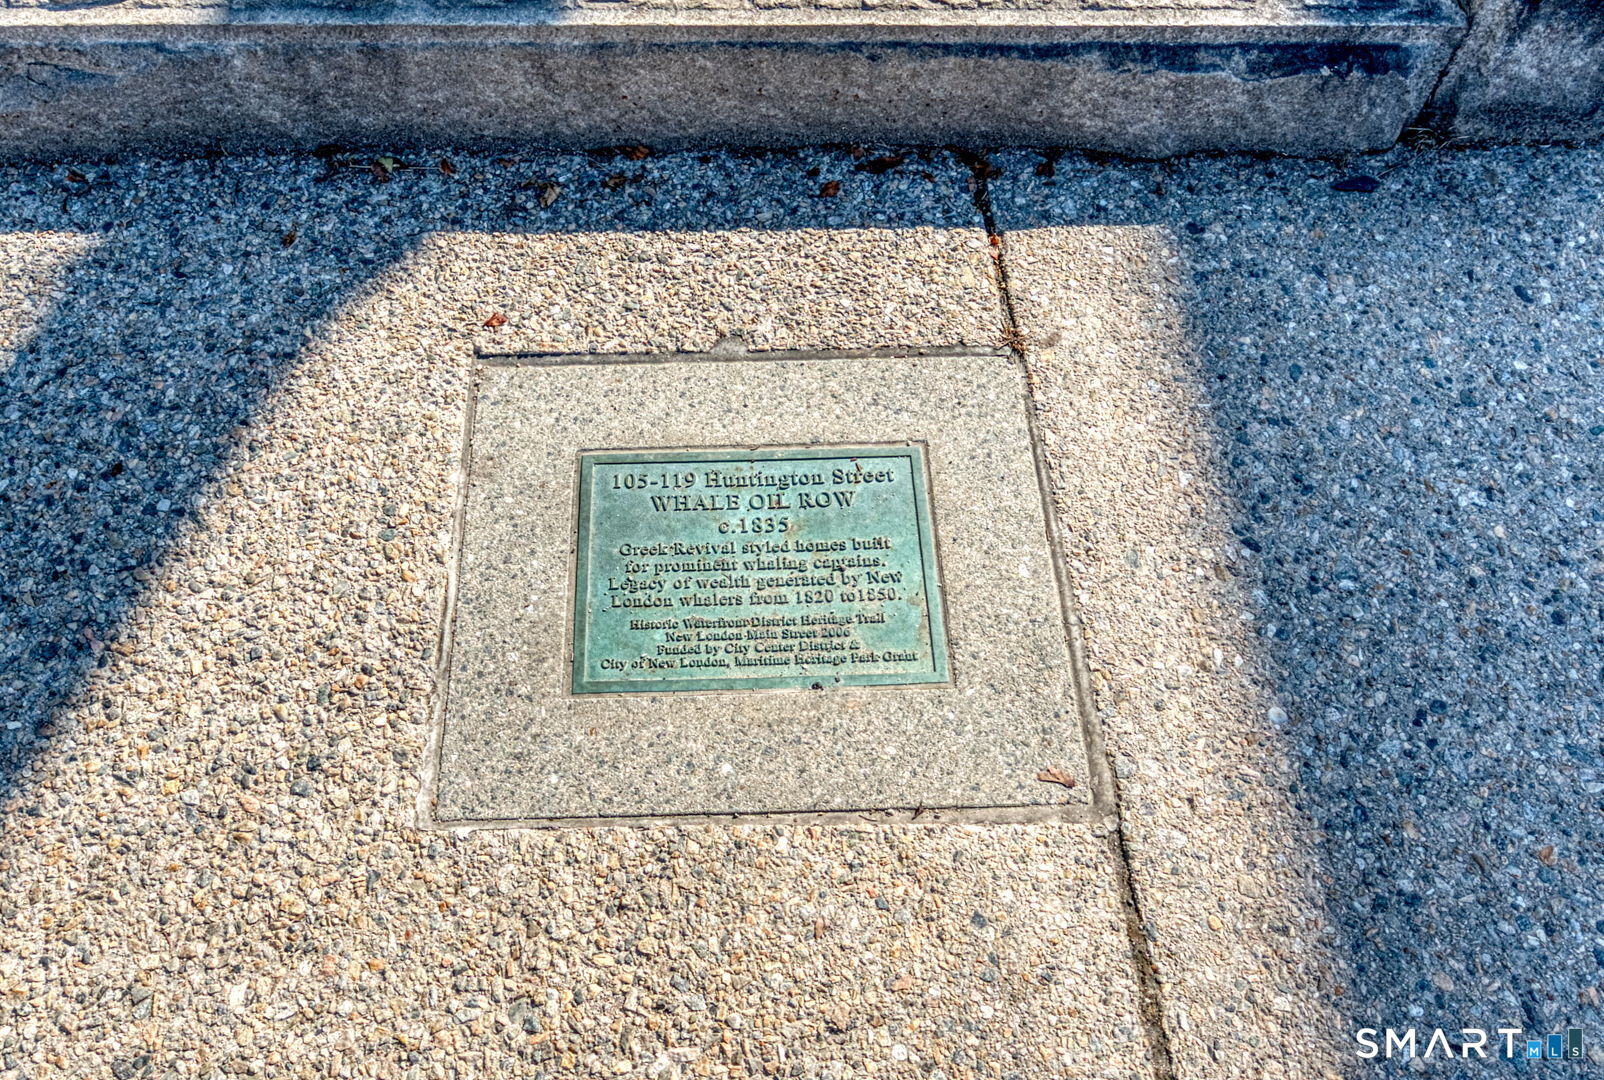 105-119 Huntington Street
WHALE OIL ROW
c.1835
Greek Revival styled homes built
for prominent whaling captains.
Legacy of wealth generated by New
London whalers from 1820 to1850.
Historic Waterfront District Heritage Trail
New London Main Street 2006
Funded by City Center District &
City of New London, Maritime Heritage Park Grant
SMART MLS